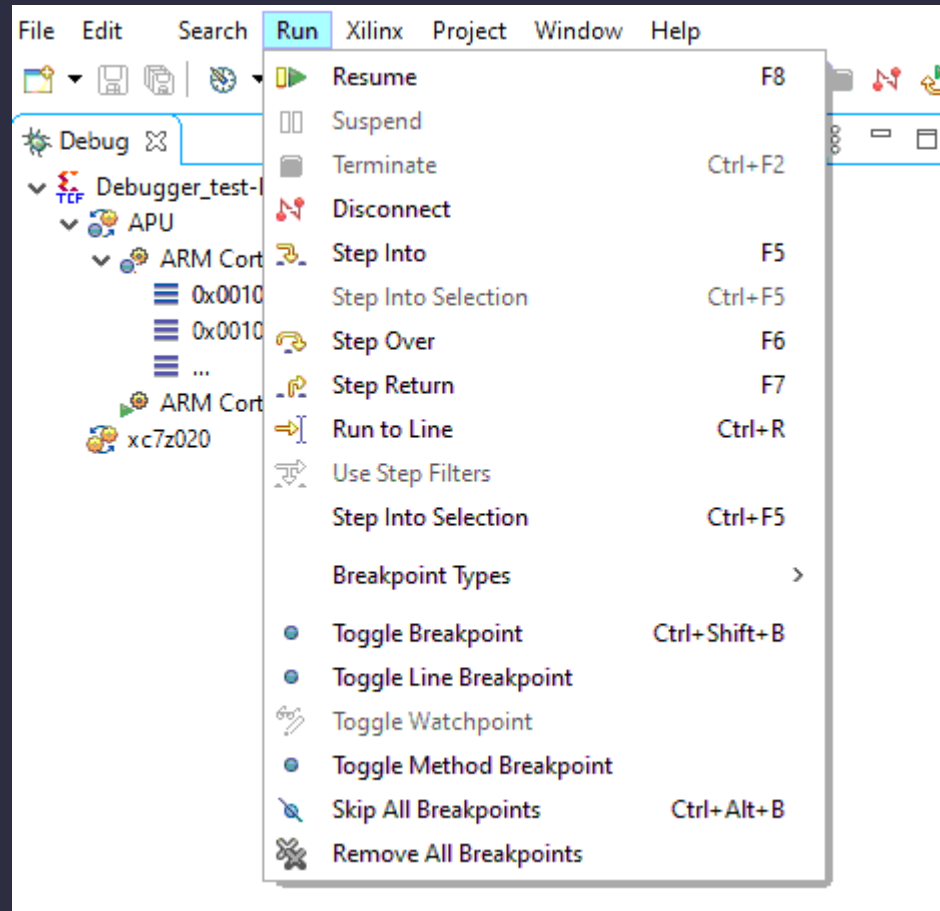 File Edit Search Run Xilinx Project Window Help
Resume F8
Suspend
Debug
Terminate Ctrl+F2
TCF Debugger_test-
Disconnect
APU
Step Into F5
ARM Cort
Step Into Selection Ctrl+F5
0x0010
Step Over F6
0x0010
...
Step Return F7
ARM Cort
Run to Line Ctrl+R
xc7z020
Use Step Filters
Step Into Selection Ctrl+F5
Breakpoint Types >
Toggle Breakpoint Ctrl+Shift+B
Toggle Line Breakpoint
Toggle Watchpoint
Toggle Method Breakpoint
Skip All Breakpoints Ctrl+Alt+B
Remove All Breakpoints